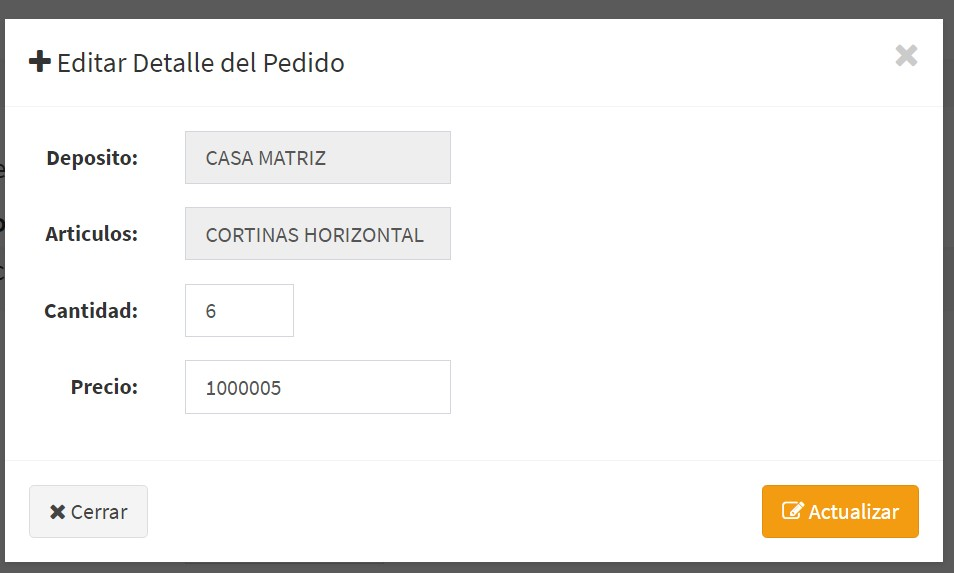 Editar Detalle del Pedido
Deposito: CASA MATRIZ
Articulos: CORTINAS HORIZONTAL
Cantidad: 6
Precio: 1000005
Cerrar Actualizar